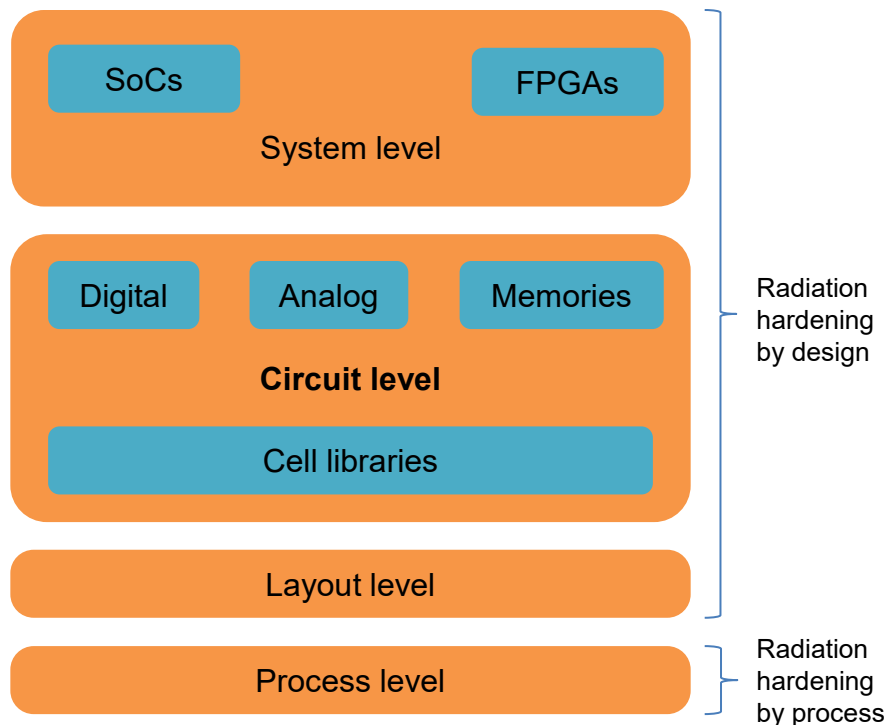 SoCs
FPGAs
System level
Digital
Analog
Memories
Circuit level
Cell libraries
Layout level
Process level
Radiation
hardening
by design
Radiation
hardening
by process